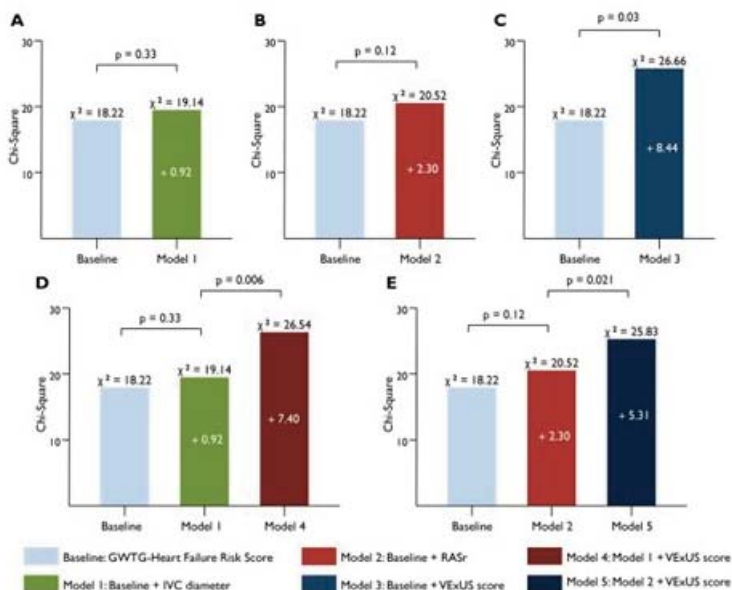 A
B
C
p = 0.33
p = 0.12
p = 0.03
30
20
10
Chi-Square
χ² = 18.22
χ² = 19.14
+ 0.92
Baseline
Model 1
30
20
10
Chi-Square
χ² = 18.22
χ² = 20.52
+ 2.30
Baseline
Model 2
30
20
10
Chi-Square
χ² = 18.22
χ² = 26.66
+ 8.44
Baseline
Model 3
D
E
p = 0.006
p = 0.33
30
20
10
Chi-Square
χ² = 18.22
χ² = 19.14
χ² = 26.54
+ 0.92
+ 7.40
Baseline
Model 1
Model 4
p = 0.021
p = 0.12
30
20
10
Chi-Square
χ² = 18.22
χ² = 20.52
χ² = 25.83
+ 2.30
+ 5.31
Baseline
Model 2
Model 5
Baseline: GWTG-Heart Failure Risk Score
Model 2: Baseline + RASr
Model 4: Model 1 + VExUS score
Model 1: Baseline + IVC diameter
Model 3: Baseline + VExUS score
Model 5: Model 2 + VExUS score